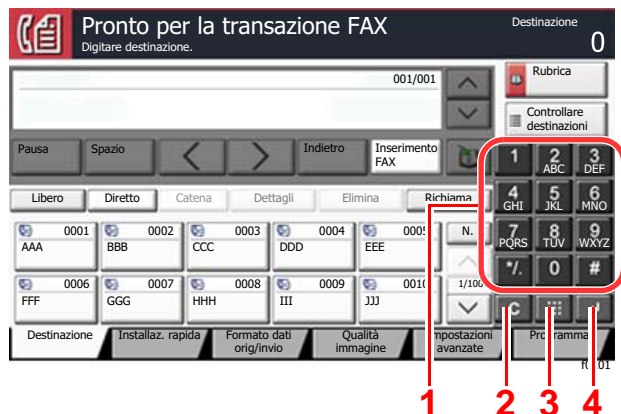 Pronto per la transazione FAX
Digitare destinazione.
Destinazione
0
001/001
Rubrica
Controllare
destinazioni
Pausa
Spazio
Indietro
Inserimento
FAX
1
2
ABC
3
DEF
4
GHI
5
JKL
6
MNO
7
PQRS
8
TUV
9
WXYZ
*/.
0
#
C
Libero
Diretto
Catena
Dettagli
Elimina
Richiama
0001
AAA
0002
BBB
0003
CCC
0004
DDD
0005
EEE
N.
0006
FFF
0007
GGG
0008
HHH
0009
III
0010
JJJ
1/100
Destinazione
Installaz. rapida
Formato dati
orig/invio
Qualità
immagine
Impostazioni
avanzate
Programma
1
2
3
4